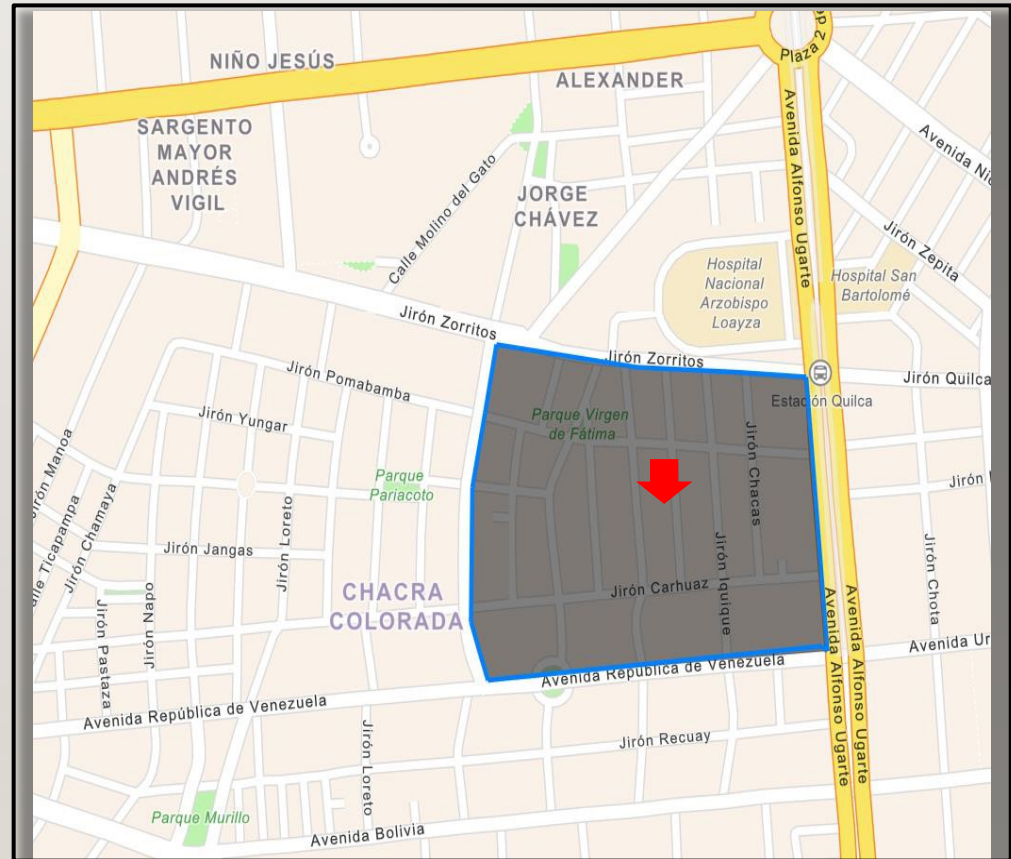 Plaza 2
NIÑO JESÚS
ALEXANDER
SARGENTO
MAYOR
ANDRÉS
VIGIL
Avenida Alfonso Ugarte
Avenida Nic
Calle Molino del Gato
JORGE
CHÁVEZ
Jirón Zepita
Hospital
Nacional
Arzobispo
Loayza
Hospital San
Bartolomé
Jirón Zorritos
Jirón Zorritos
Jirón Quilca
Jirón Pomabamba
Estación Quilca
Jirón Yungar
Parque Virgen
de Fátima
Jirón Chacas
Jirón Manoa
Parque
Pariacoto
Jirón
Calle Ticapampa
Jirón Chamaya
Jirón Loreto
Jirón Jangas
Jirón Iquique
Jirón Chota
CHACRA
COLORADA
Jirón Carhuaz
Jirón Pastaza
Jirón Napo
Avenida Alfonso Ugarte
Avenida Alfonso Ugarte
Avenida Ur
Avenida República de Venezuela
Avenida República de Venezuela
Jirón Loreto
Jirón Recuay
Parque Murillo
Avenida Bolivia